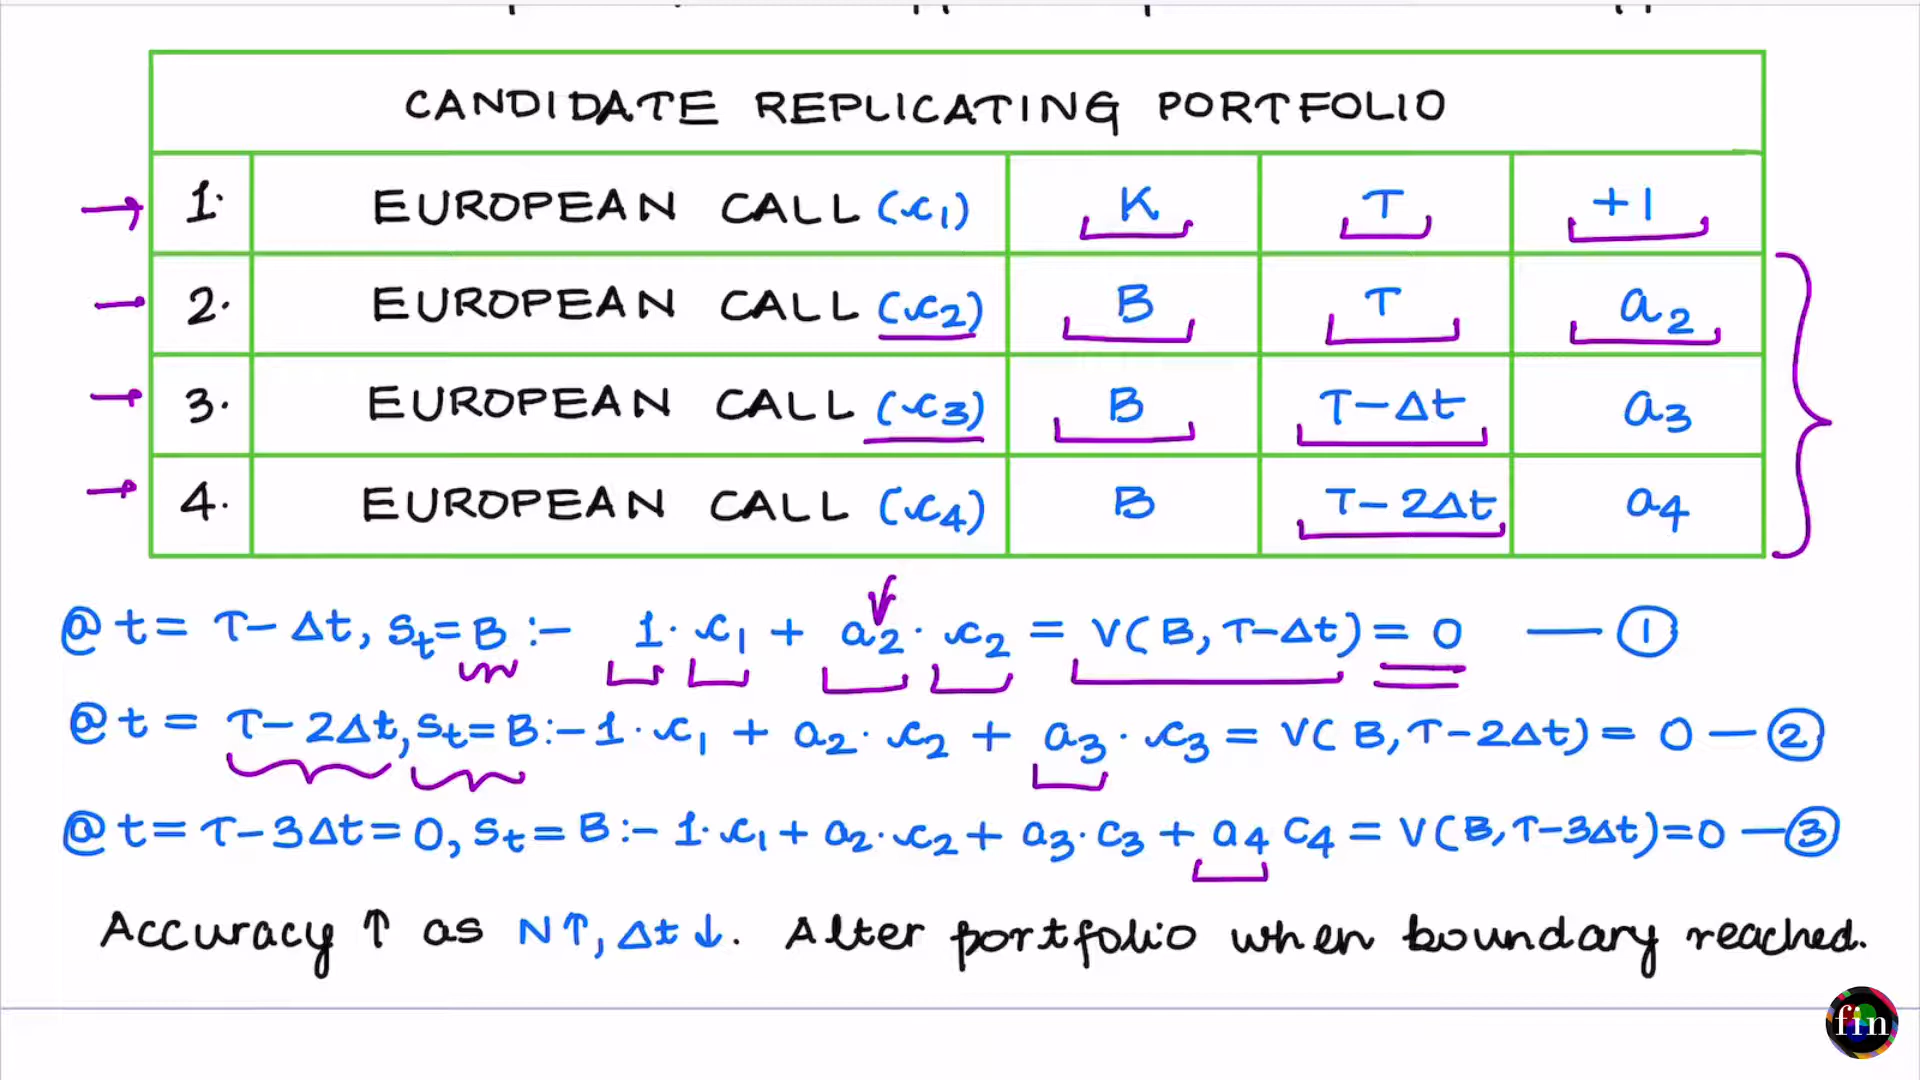 CANDIDATE REPLICATING PORTFOLIO
1. EUROPEAN CALL (c₁) K T +1
2. EUROPEAN CALL (c₂) B T a₂
3. EUROPEAN CALL (c₃) B T-Δt a₃
4. EUROPEAN CALL (c₄) B T-2Δt a₄
@ t = T-Δt, Sₜ=B :- 1·c₁ + a₂·c₂ = V(B, T-Δt) = 0 — ①
@ t = T-2Δt, Sₜ=B :- 1·c₁ + a₂·c₂ + a₃·c₃ = V(B, T-2Δt) = 0 — ②
@ t = T-3Δt = 0, Sₜ = B :- 1·c₁ + a₂·c₂ + a₃·c₃ + a₄ c₄ = V(B, T-3Δt) = 0 — ③
Accuracy ↑ as N↑, Δt ↓. Alter portfolio when boundary reached.
fin